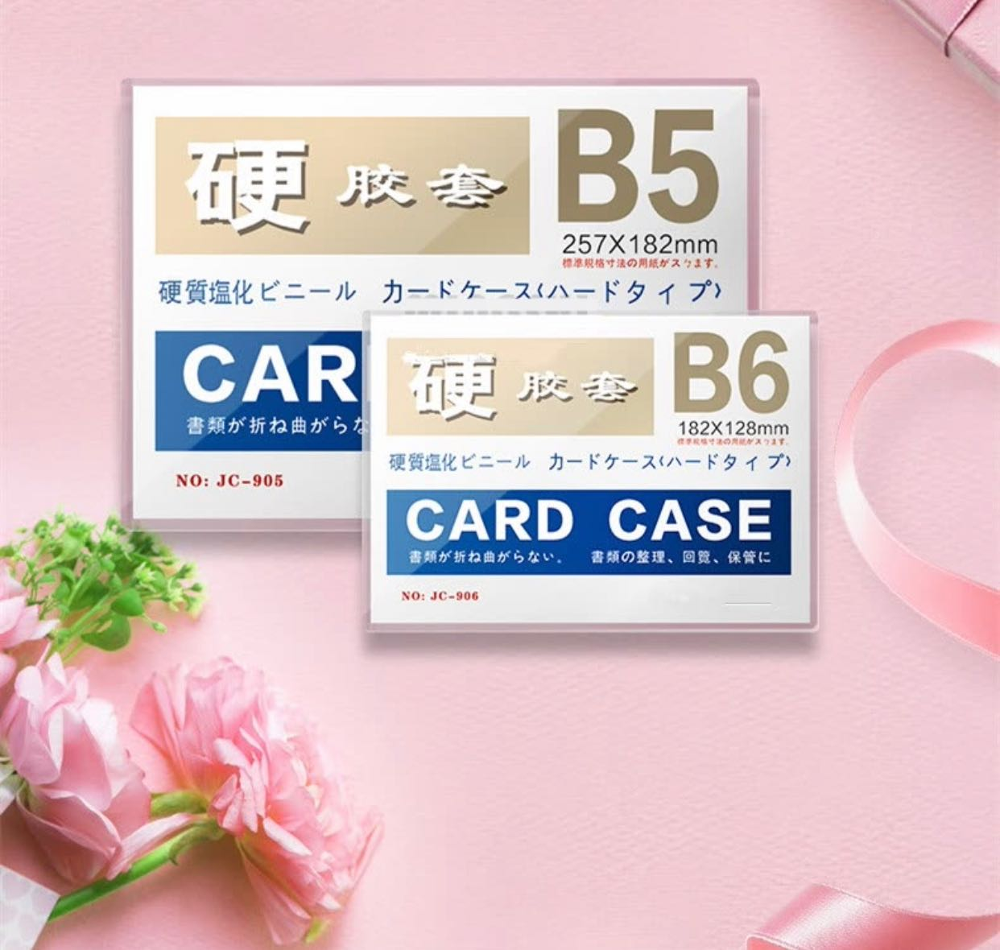 硬 胶 套
B5
257X182mm
標準規格寸法の用紙がスゥます。
硬質塩化ビニール カードケース〈ハードタイプ〉
CAR
書類が折ね曲がらな
NO: JC-905
硬 胶 套
B6
182X128mm
標準規格寸法の用紙がスゥます。
硬質塩化ビニール カードケース〈ハードタイプ〉
CARD CASE
書類が折ね曲がらない。 書類の整理、回覧、保管に
NO: JC-906